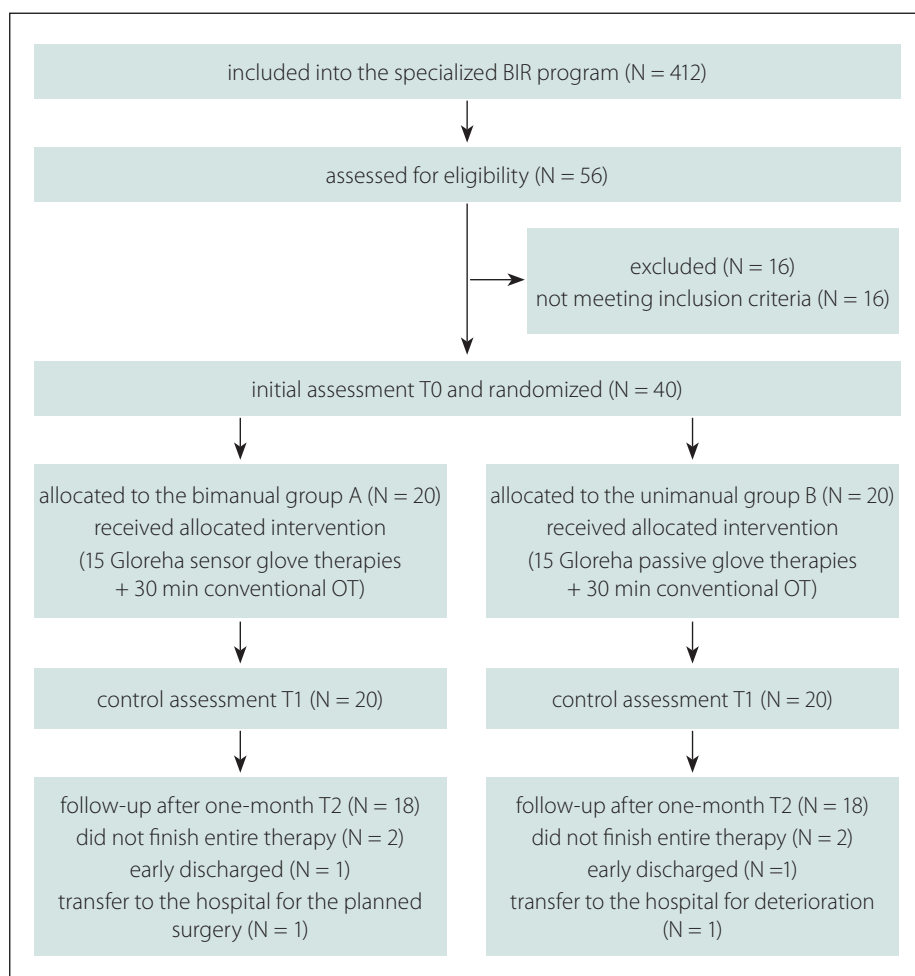 included into the specialized BIR program (N = 412)
assessed for eligibility (N = 56)
excluded (N = 16)
not meeting inclusion criteria (N = 16)
initial assessment T0 and randomized (N = 40)
allocated to the bimanual group A (N = 20)
received allocated intervention
(15 Gloreha sensor glove therapies
+ 30 min conventional OT)
allocated to the unimanual group B (N = 20)
received allocated intervention
(15 Gloreha passive glove therapies
+ 30 min conventional OT)
control assessment T1 (N = 20)
control assessment T1 (N = 20)
follow-up after one-month T2 (N = 18)
did not finish entire therapy (N = 2)
early discharged (N = 1)
transfer to the hospital for the planned
surgery (N = 1)
follow-up after one-month T2 (N = 18)
did not finish entire therapy (N = 2)
early discharged (N =1)
transfer to the hospital for deterioration
(N = 1)